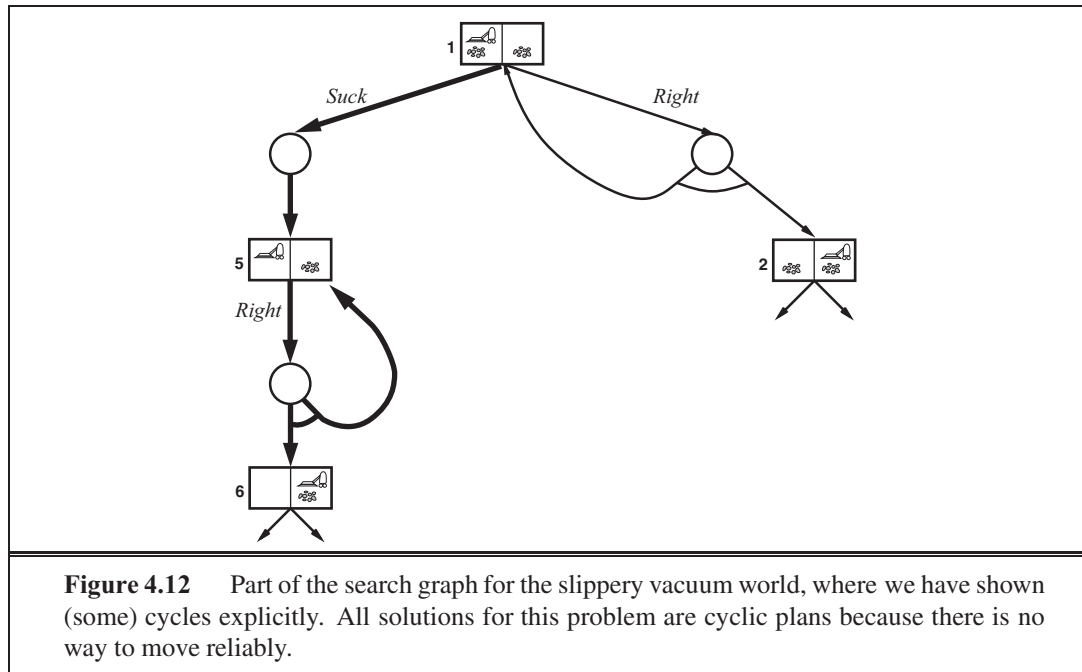 1
Suck
Right
5
2
Right
6
Figure 4.12 Part of the search graph for the slippery vacuum world, where we have shown
(some) cycles explicitly. All solutions for this problem are cyclic plans because there is no
way to move reliably.